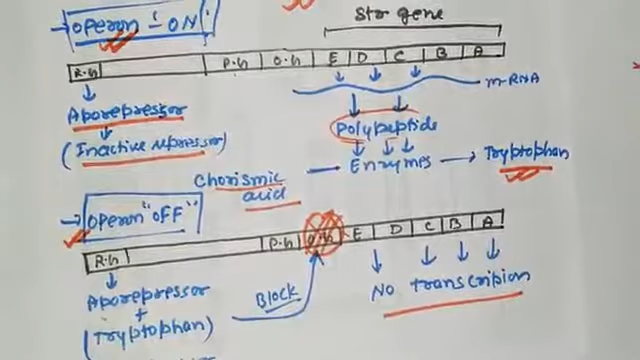 Operon - ON
Str gene
R.G P.G O.G E D C B A
m-RNA
Aporepressor
(Inactive repressor)
Polypeptide
Enzymes → Tryptophan
Chorismic
acid
Operon "OFF"
R.G P.G O.G E D C B A
Aporepressor
+
(Tryptophan)
Block
No transcribion